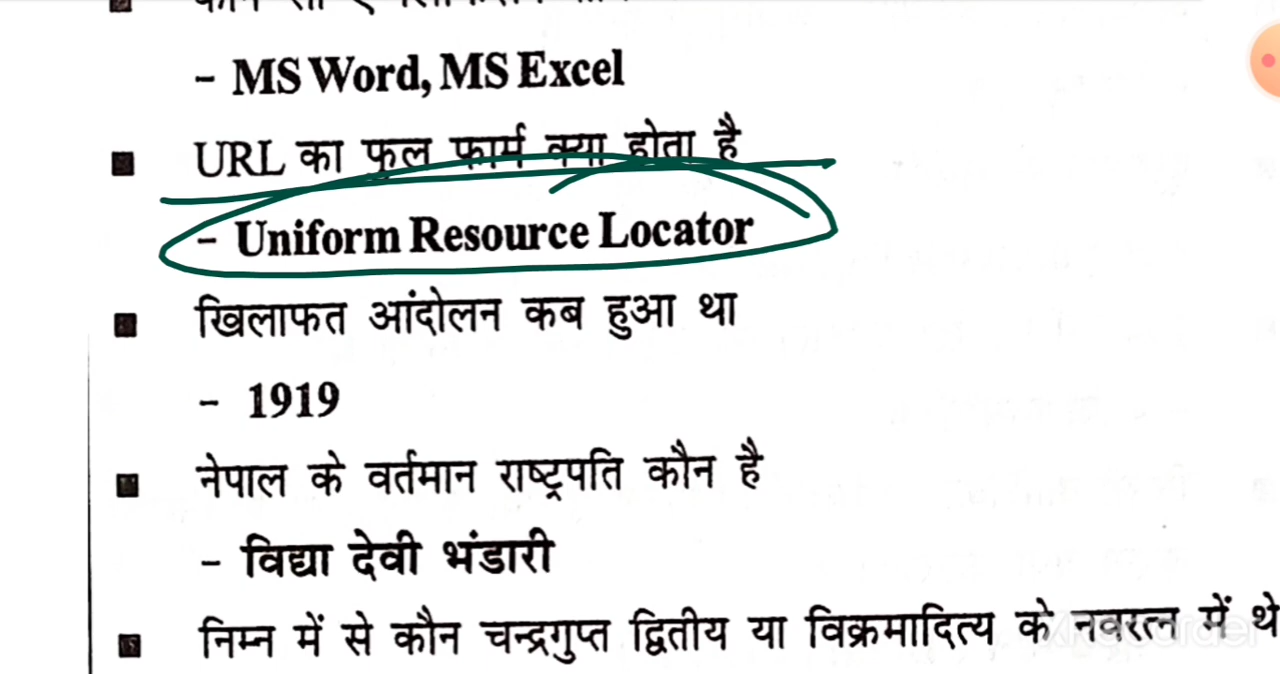 - MS Word, MS Excel
■ URL का फुल फार्म क्या होता है
- Uniform Resource Locator
■ खिलाफत आंदोलन कब हुआ था
- 1919
■ नेपाल के वर्तमान राष्ट्रपति कौन है
- विद्या देवी भंडारी
■ निम्न में से कौन चन्द्रगुप्त द्वितीय या विक्रमादित्य के नवरत्न में थे